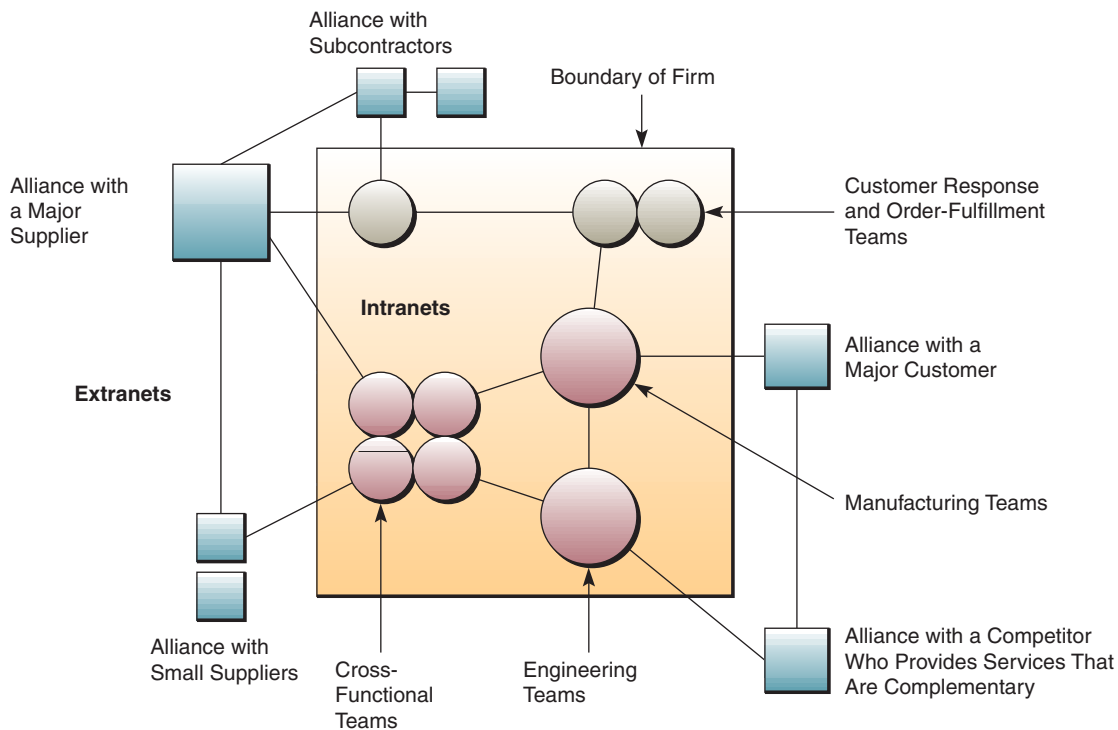 Alliance with
Subcontractors
Boundary of Firm
Alliance with
a Major
Supplier
Customer Response
and Order-Fulfillment
Teams
Intranets
Alliance with a
Major Customer
Extranets
Manufacturing Teams
Alliance with
Small Suppliers
Cross-
Functional
Teams
Engineering
Teams
Alliance with a Competitor
Who Provides Services That
Are Complementary